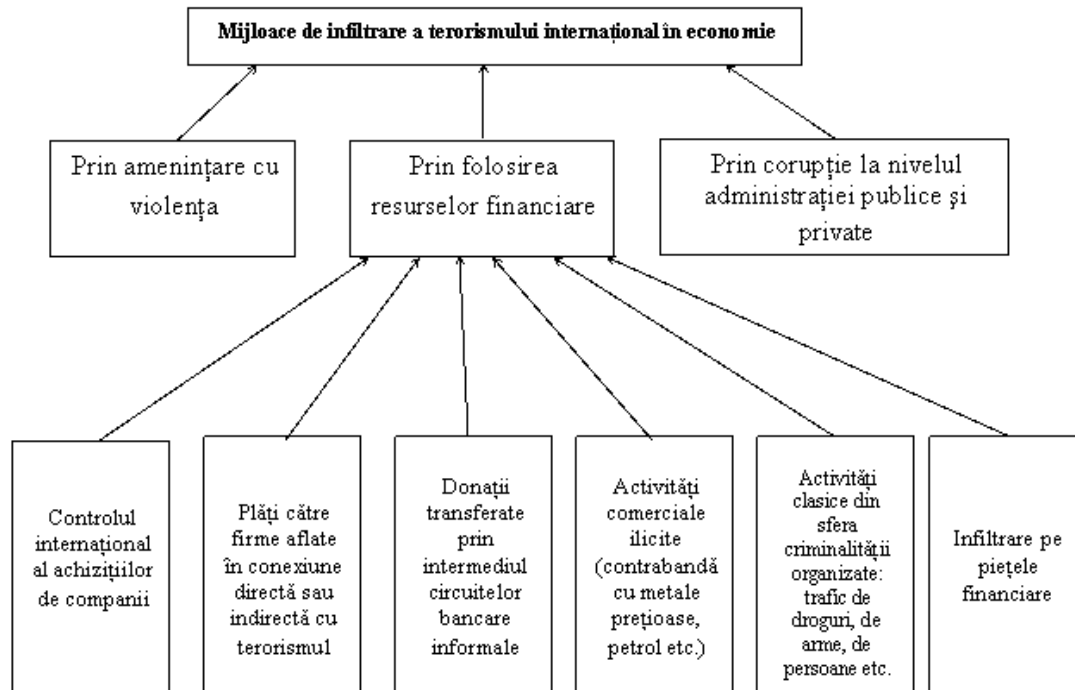 Mijloace de infiltrare a terorismului internațional în economie
Prin amenințare cu
violența
Prin folosirea
resurselor financiare
Prin corupție la nivelul
administrației publice şi
private
Controlul
internațional
al achizițiilor
de companii
Plăți către
firme aflate
în conexiune
directă sau
indirectă cu
terorismul
Donații
transferate
prin
intermediul
circuitelor
bancare
informale
Activități
comerciale
ilicite
(contrabandă
cu metale
prețioase,
petrol etc.)
Activități
clasice din
sfera
criminalității
organizate:
trafic de
droguri, de
arme, de
persoane etc.
Infiltrare pe
piețele
financiare